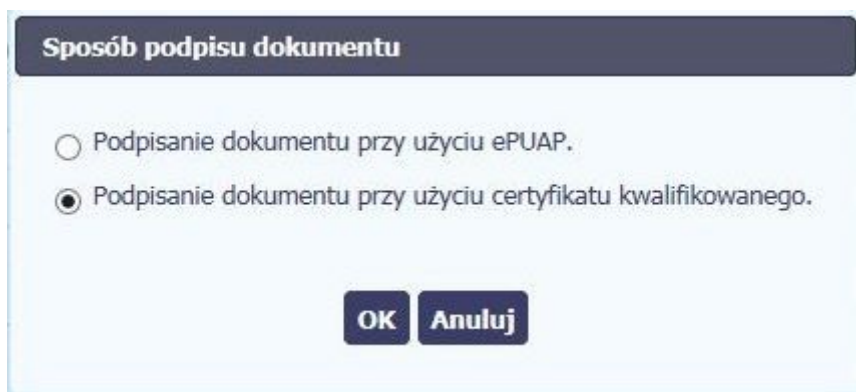 Sposób podpisu dokumentu
Podpisanie dokumentu przy użyciu ePUAP.
Podpisanie dokumentu przy użyciu certyfikatu kwalifikowanego.
OK Anuluj